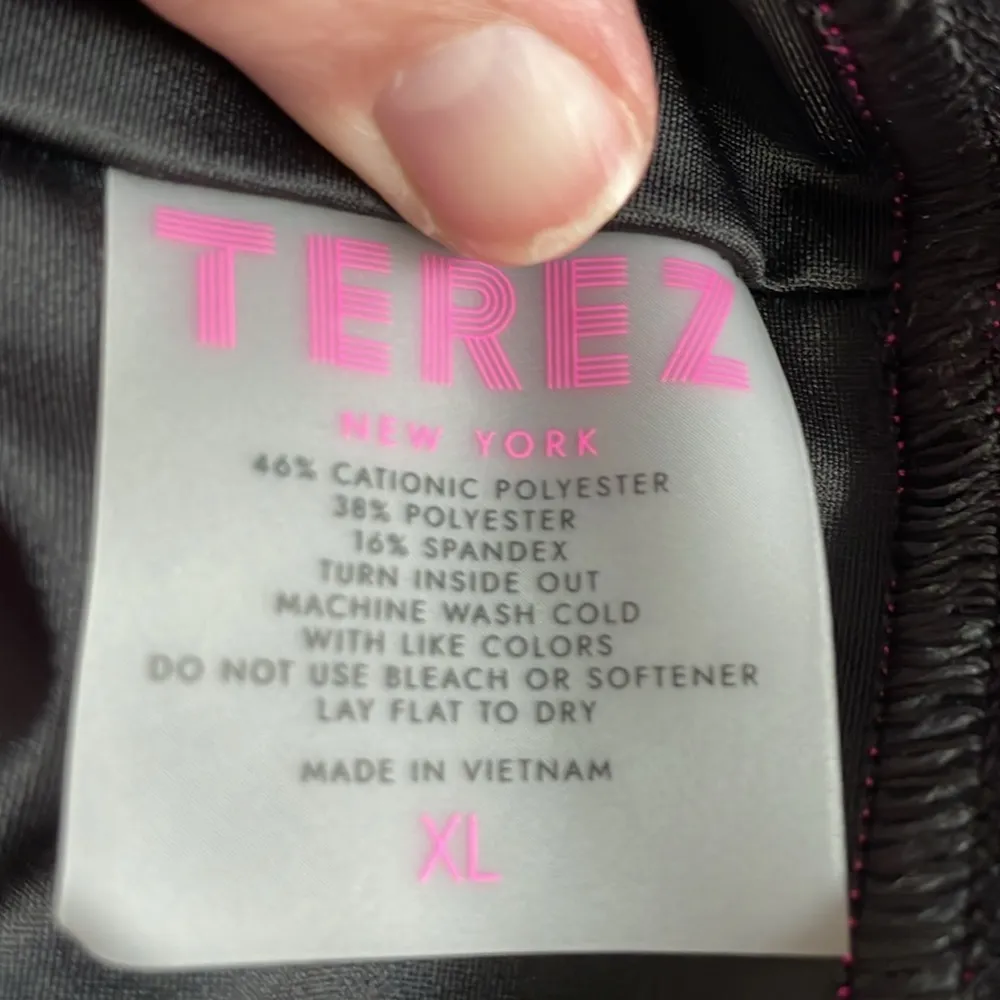 TEREZ
NEW YORK
46% CATIONIC POLYESTER
38% POLYESTER
16% SPANDEX
TURN INSIDE OUT
MACHINE WASH COLD
WITH LIKE COLORS
DO NOT USE BLEACH OR SOFTENER
LAY FLAT TO DRY
MADE IN VIETNAM
XL